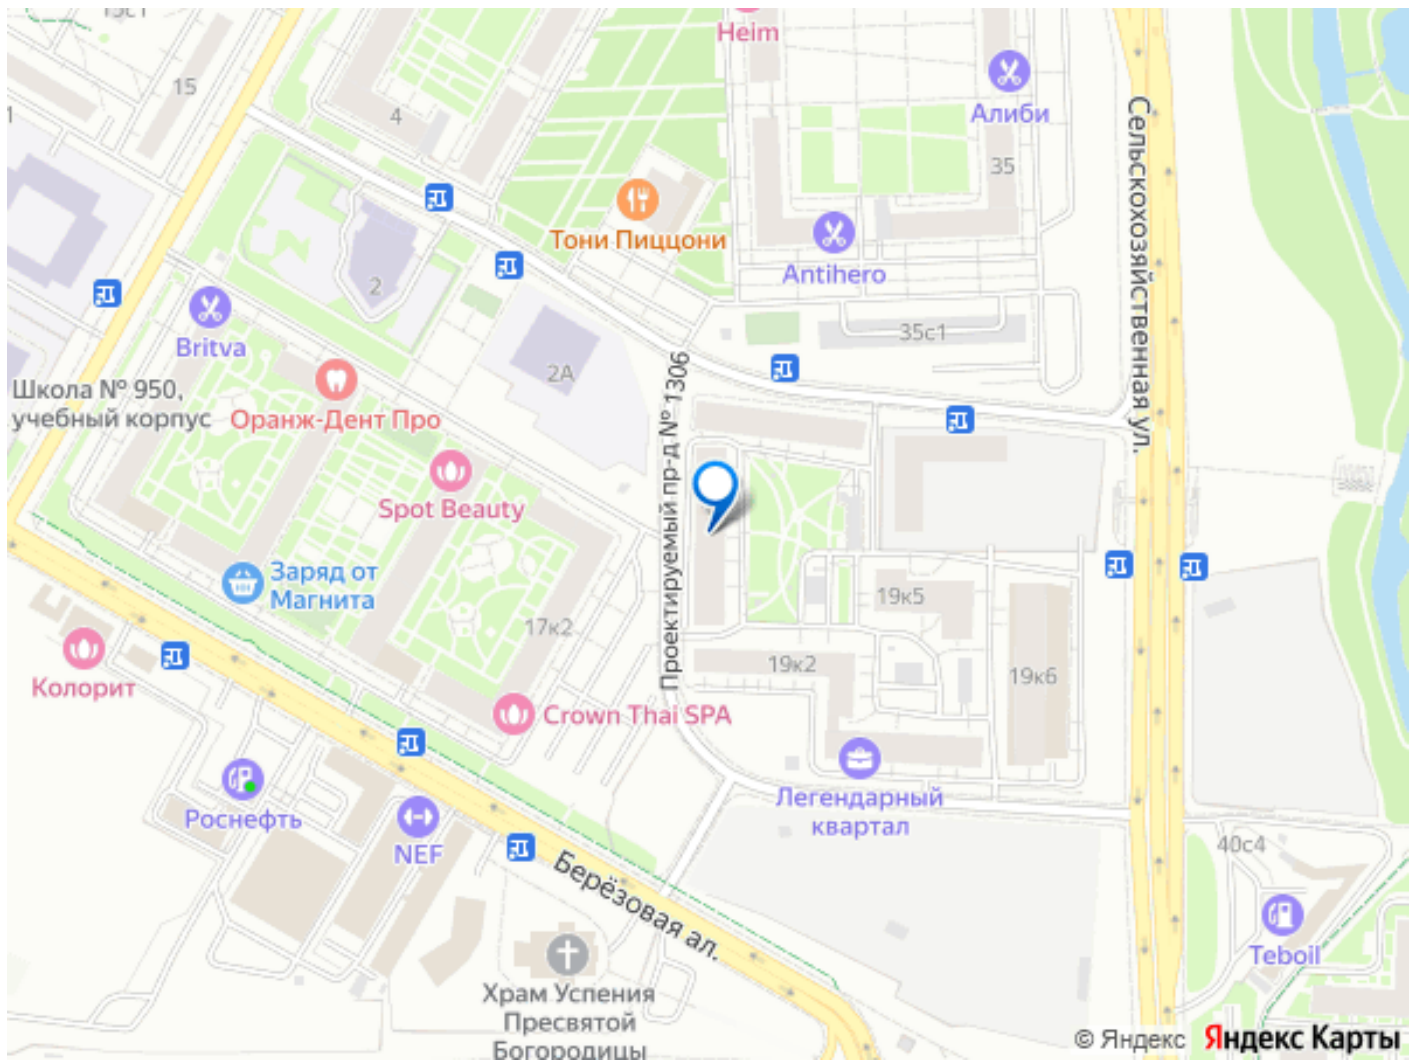 Heim
15
4
Алиби
35
Тони Пиццони
Antihero
2
Britva
35с1
2А
Школа № 950,
учебный корпус
Оранж-Дент Про
Spot Beauty
Проектируемый пр-д № 1306
Сельскохозяйственная ул.
Заряд от
Магнита
17к2
19к5
19к2
19к6
Колорит
Crown Thai SPA
Роснефть
NEF
Легендарный
квартал
40с4
Берёзовая ал.
Teboil
Храм Успения
Пресвятой
Богородицы
© Яндекс Яндекс Карты